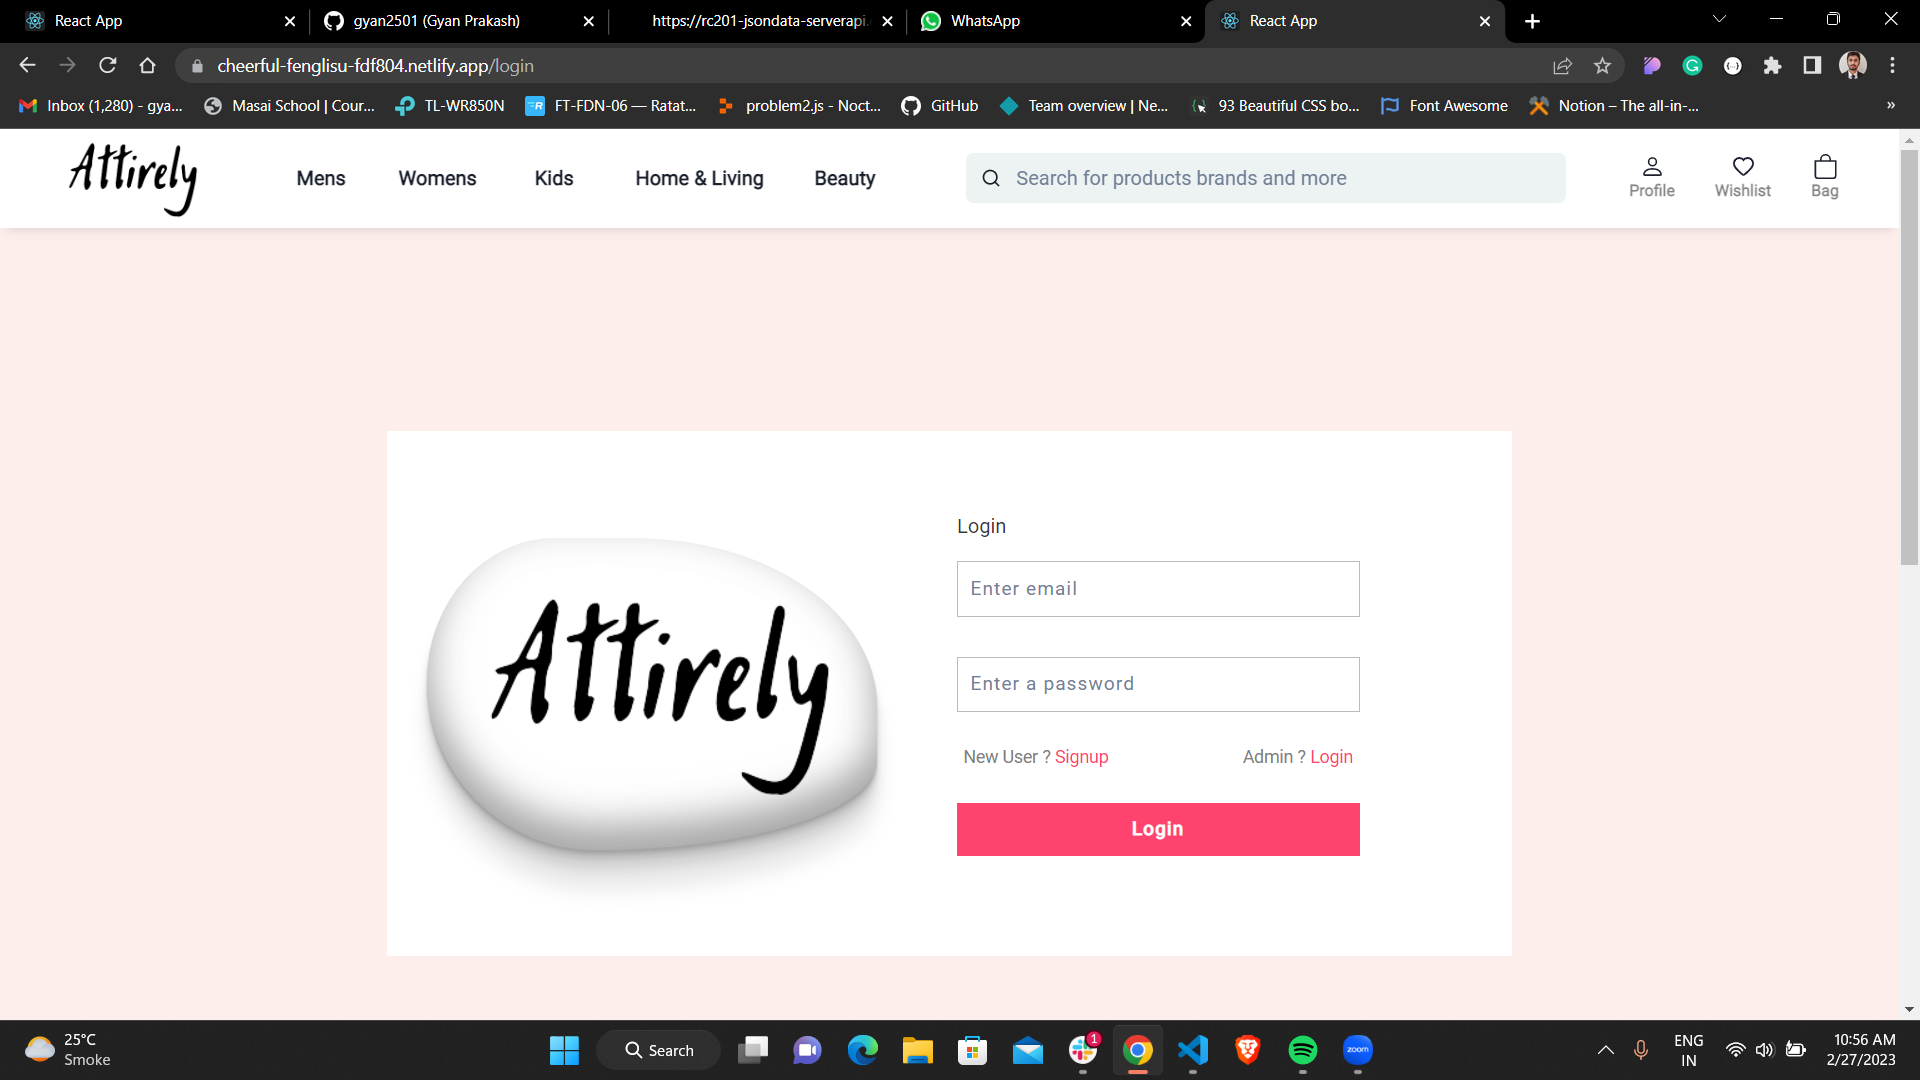 React App
gyan2501 (Gyan Prakash)
https://rc201-jsondata-serverapi.
WhatsApp
React App
cheerful-fenglisu-fdf804.netlify.app/login
Inbox (1,280) - gya...
Masai School | Cour...
TL-WR850N
FT-FDN-06 — Ratat...
problem2.js - Noct...
GitHub
Team overview | Ne...
93 Beautiful CSS bo...
Font Awesome
Notion – The all-in-...
»
Attirely
Mens
Womens
Kids
Home & Living
Beauty
Search for products brands and more
Profile
Wishlist
Bag
Attirely
Login
Enter email
Enter a password
New User ? Signup
Admin ? Login
Login
25°C
Smoke
Search
1
zoom
ENG
IN
10:56 AM
2/27/2023